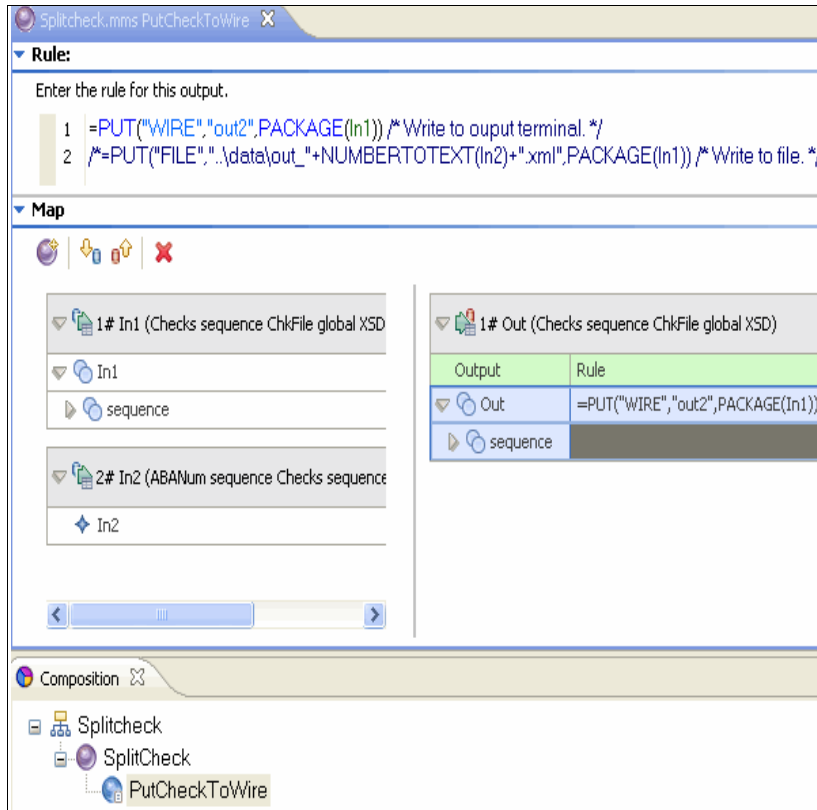 Splitcheck.mms PutCheckToWire
Rule:
Enter the rule for this output.
1 =PUT("WIRE","out2",PACKAGE(In1)) /* Write to ouput terminal. */
2 /*=PUT("FILE","..\data\out_"+NUMBERTOTEXT(In2)+".xml",PACKAGE(In1)) /* Write to file. */
Map
1# In1 (Checks sequence ChkFile global XSD
In1
sequence
2# In2 (ABANum sequence Checks sequence
In2
1# Out (Checks sequence ChkFile global XSD)
Output Rule
Out =PUT("WIRE","out2",PACKAGE(In1))
sequence
Composition
Splitcheck
SplitCheck
PutCheckToWire